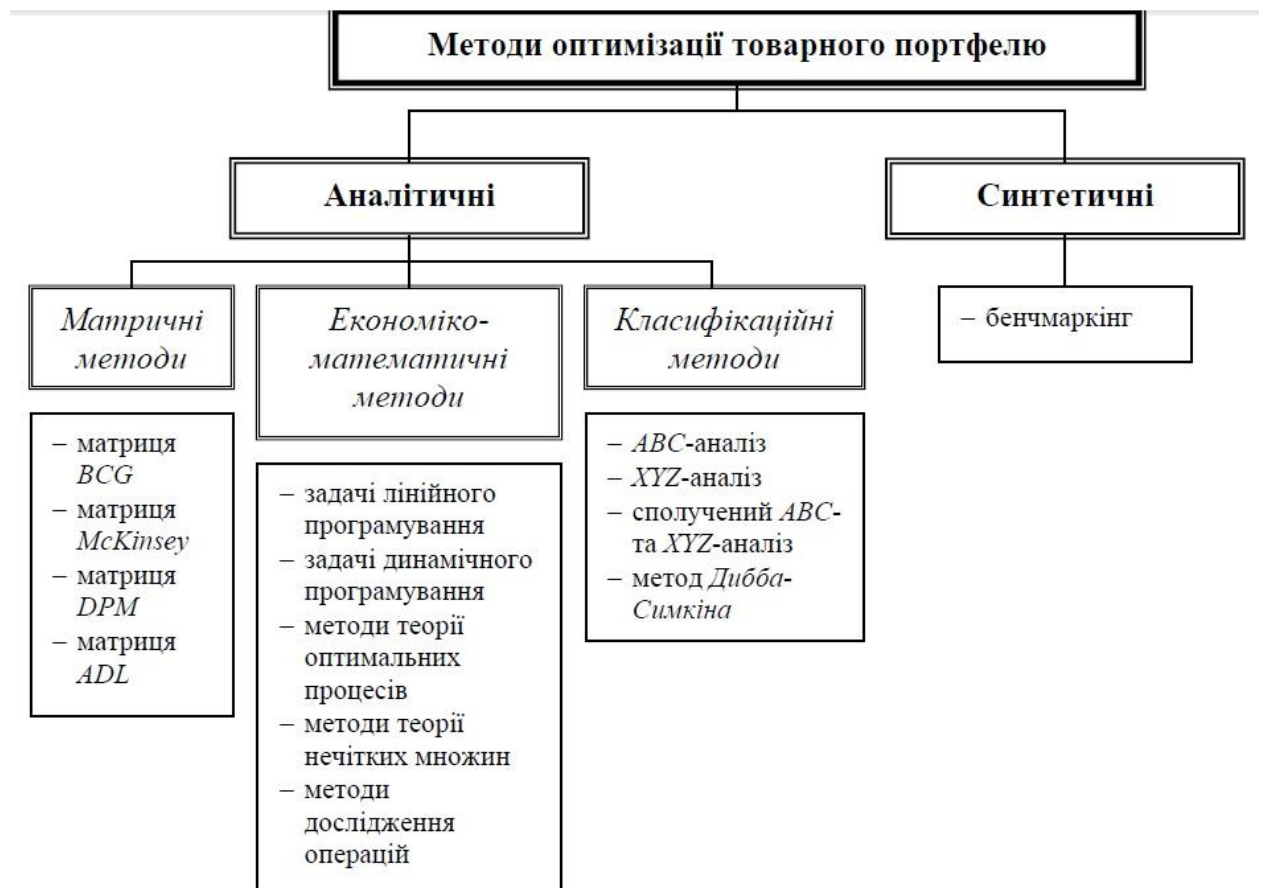 Методи оптимізації товарного портфелю
Аналітичні
Синтетичні
Матричні
методи
Економіко-
математичні
методи
Класифікаційні
методи
– бенчмаркінг
– матриця
BCG
– матриця
McKinsey
– матриця
DPM
– матриця
ADL
– задачі лінійного
програмування
– задачі динамічного
програмування
– методи теорії
оптимальних
процесів
– методи теорії
нечітких множин
– методи
дослідження
операцій
– ABC-аналіз
– XYZ-аналіз
– сполучений ABC-
та XYZ-аналіз
– метод Дибба-
Симкіна